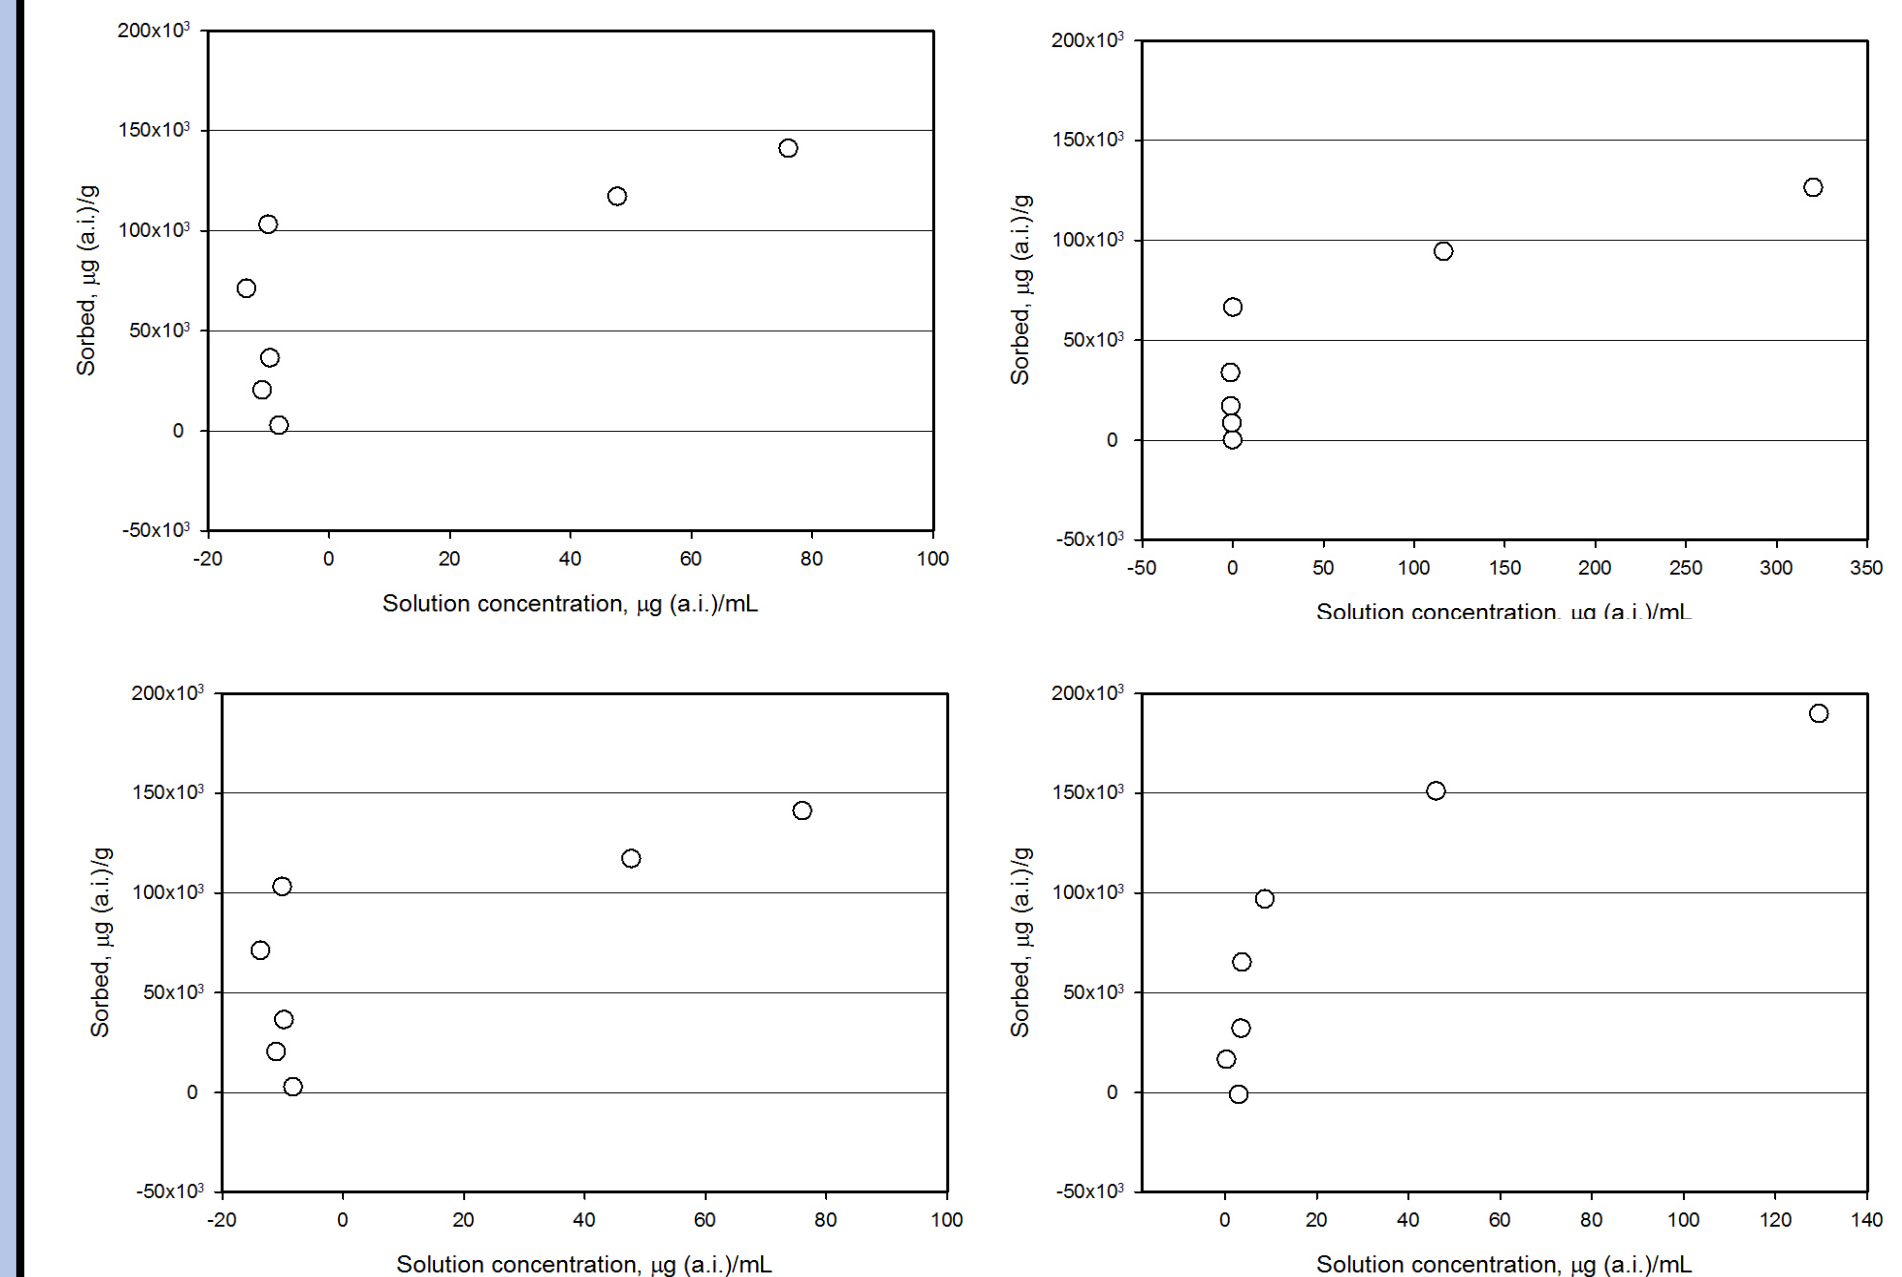 200x10³
150x10³
100x10³
50x10³
0
-50x10³
-20 0 20 40 60 80 100
Sorbed, μg (a.i.)/g
Solution concentration, μg (a.i.)/mL
200x10³
150x10³
100x10³
50x10³
0
-50x10³
-50 0 50 100 150 200 250 300 350
Sorbed, μg (a.i.)/g
Solution concentration, μg (a.i.)/mL
200x10³
150x10³
100x10³
50x10³
0
-50x10³
-20 0 20 40 60 80 100
Sorbed, μg (a.i.)/g
Solution concentration, μg (a.i.)/mL
200x10³
150x10³
100x10³
50x10³
0
-50x10³
0 20 40 60 80 100 120 140
Sorbed, μg (a.i.)/g
Solution concentration, μg (a.i.)/mL